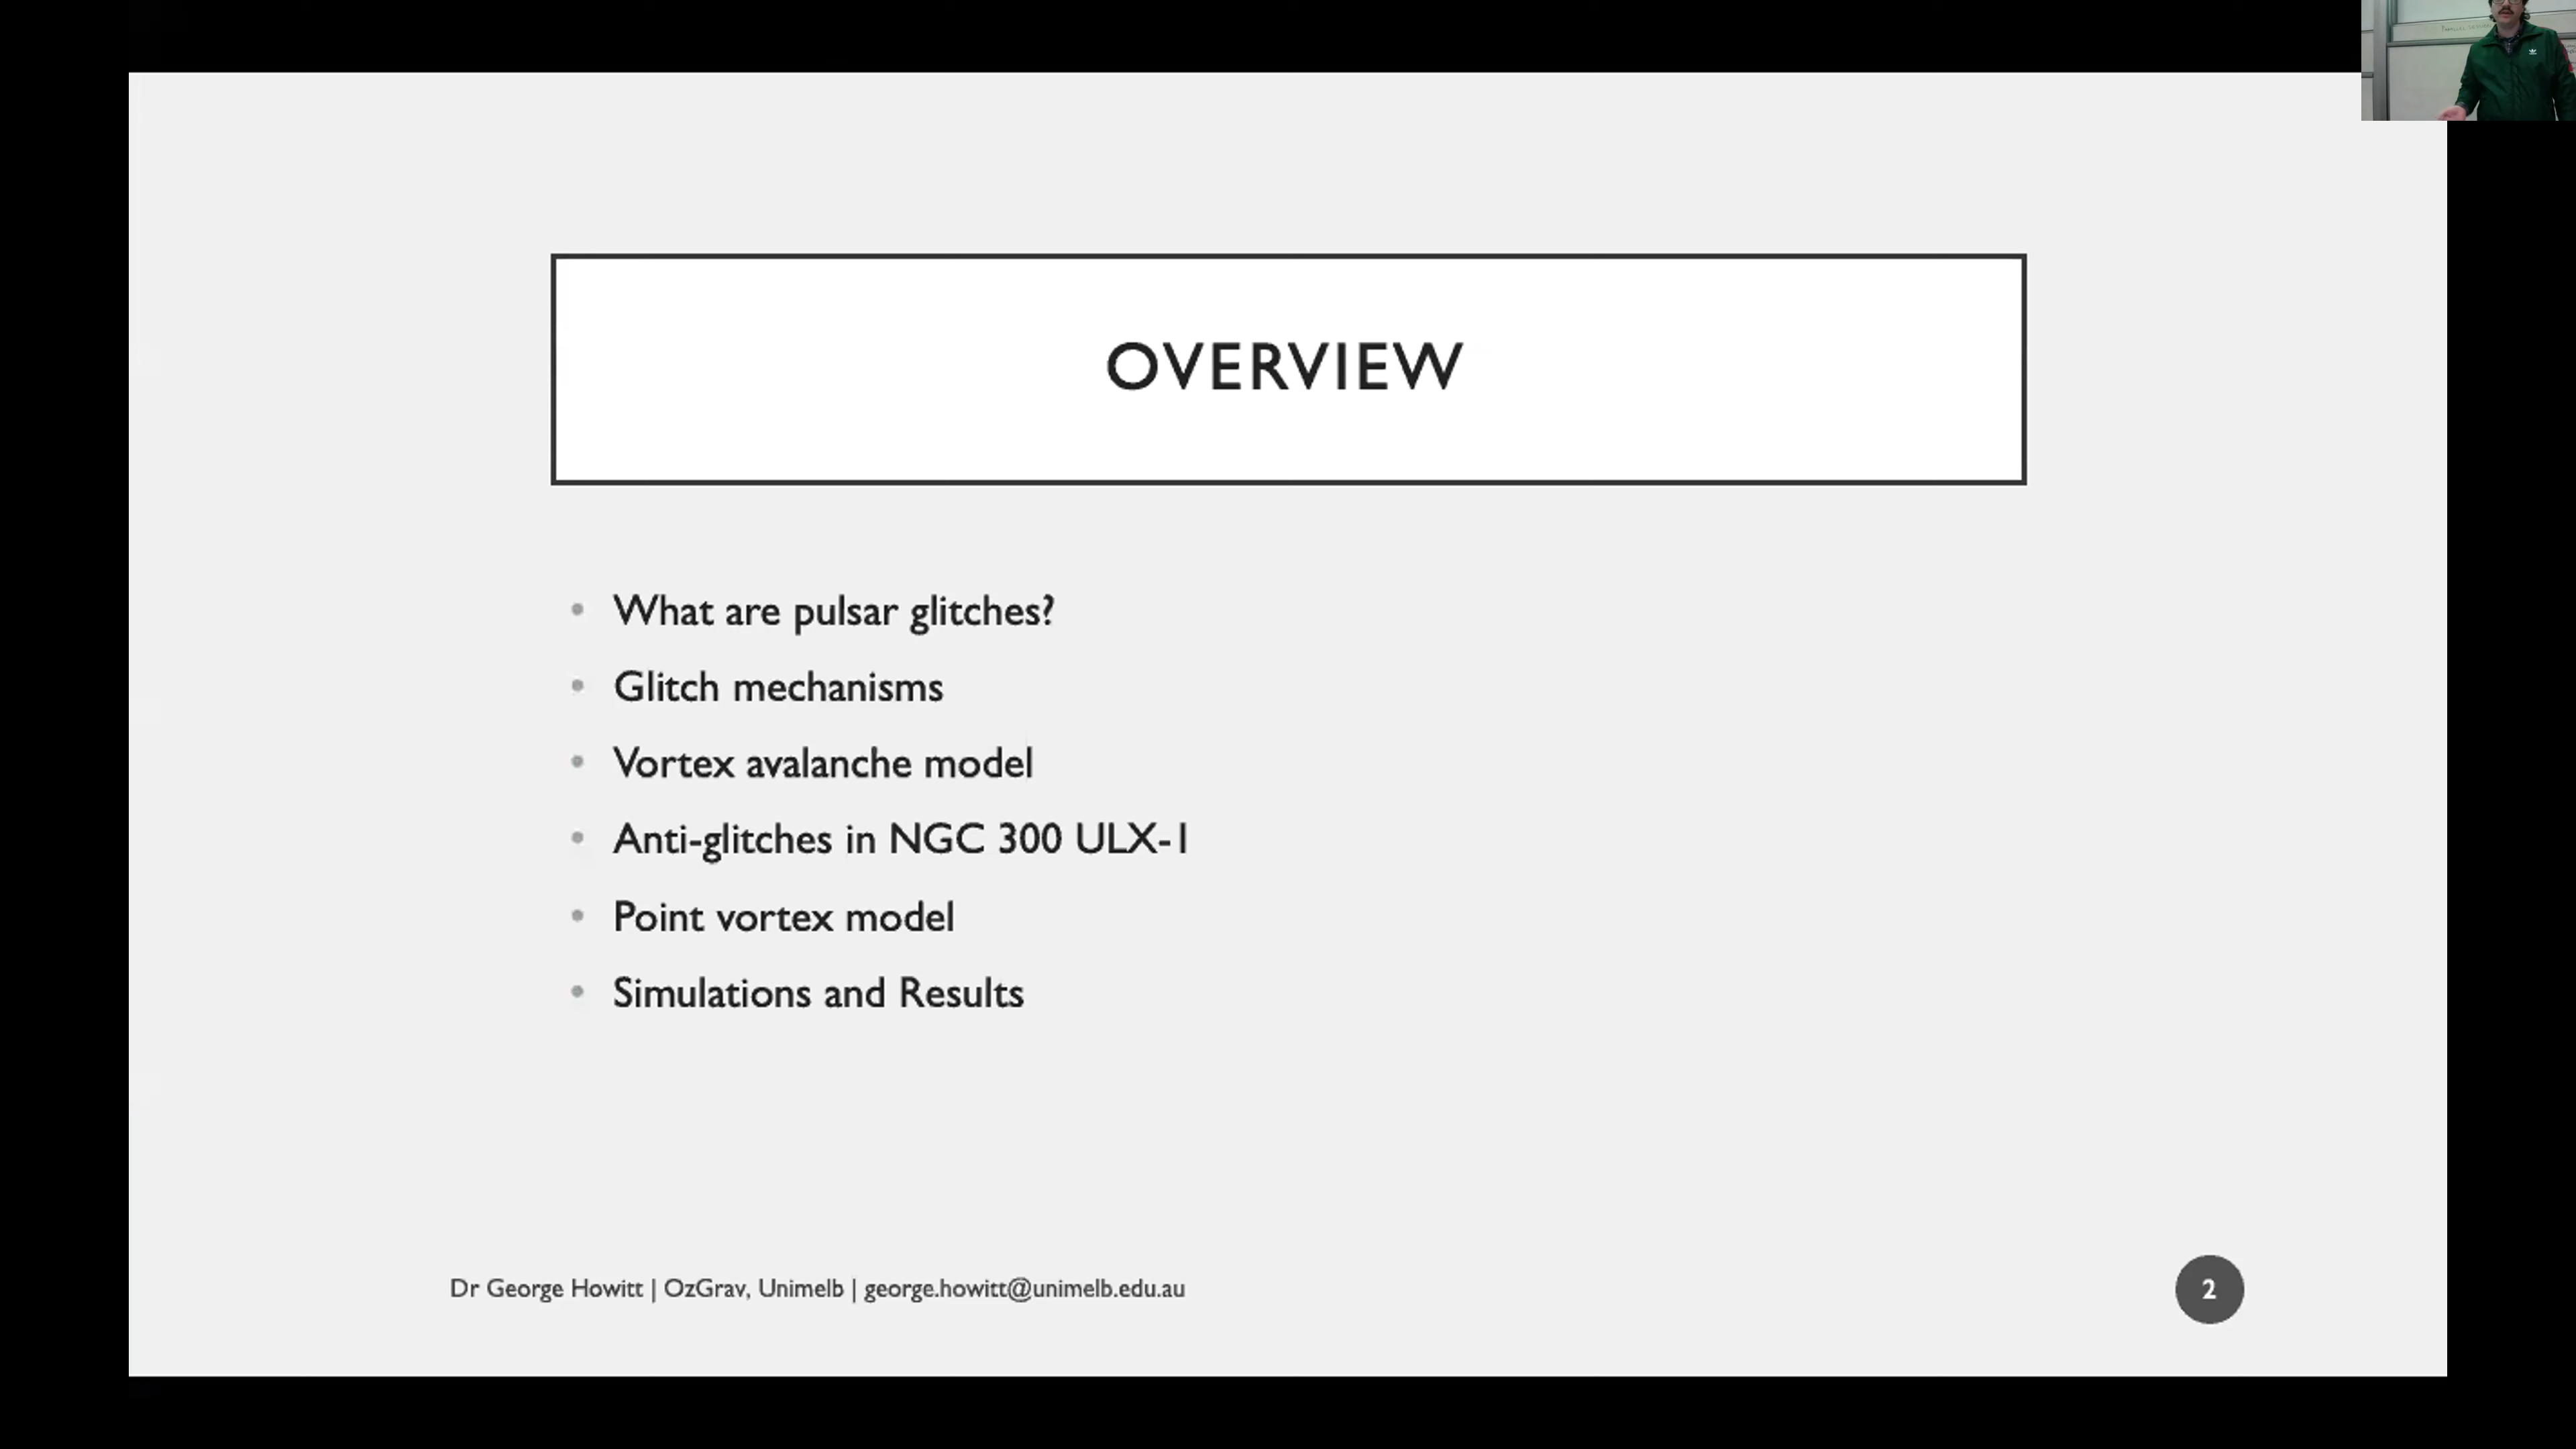 OVERVIEW
• What are pulsar glitches?
• Glitch mechanisms
• Vortex avalanche model
• Anti-glitches in NGC 300 ULX-1
• Point vortex model
• Simulations and Results
Dr George Howitt | OzGrav, Unimelb | george.howitt@unimelb.edu.au
2